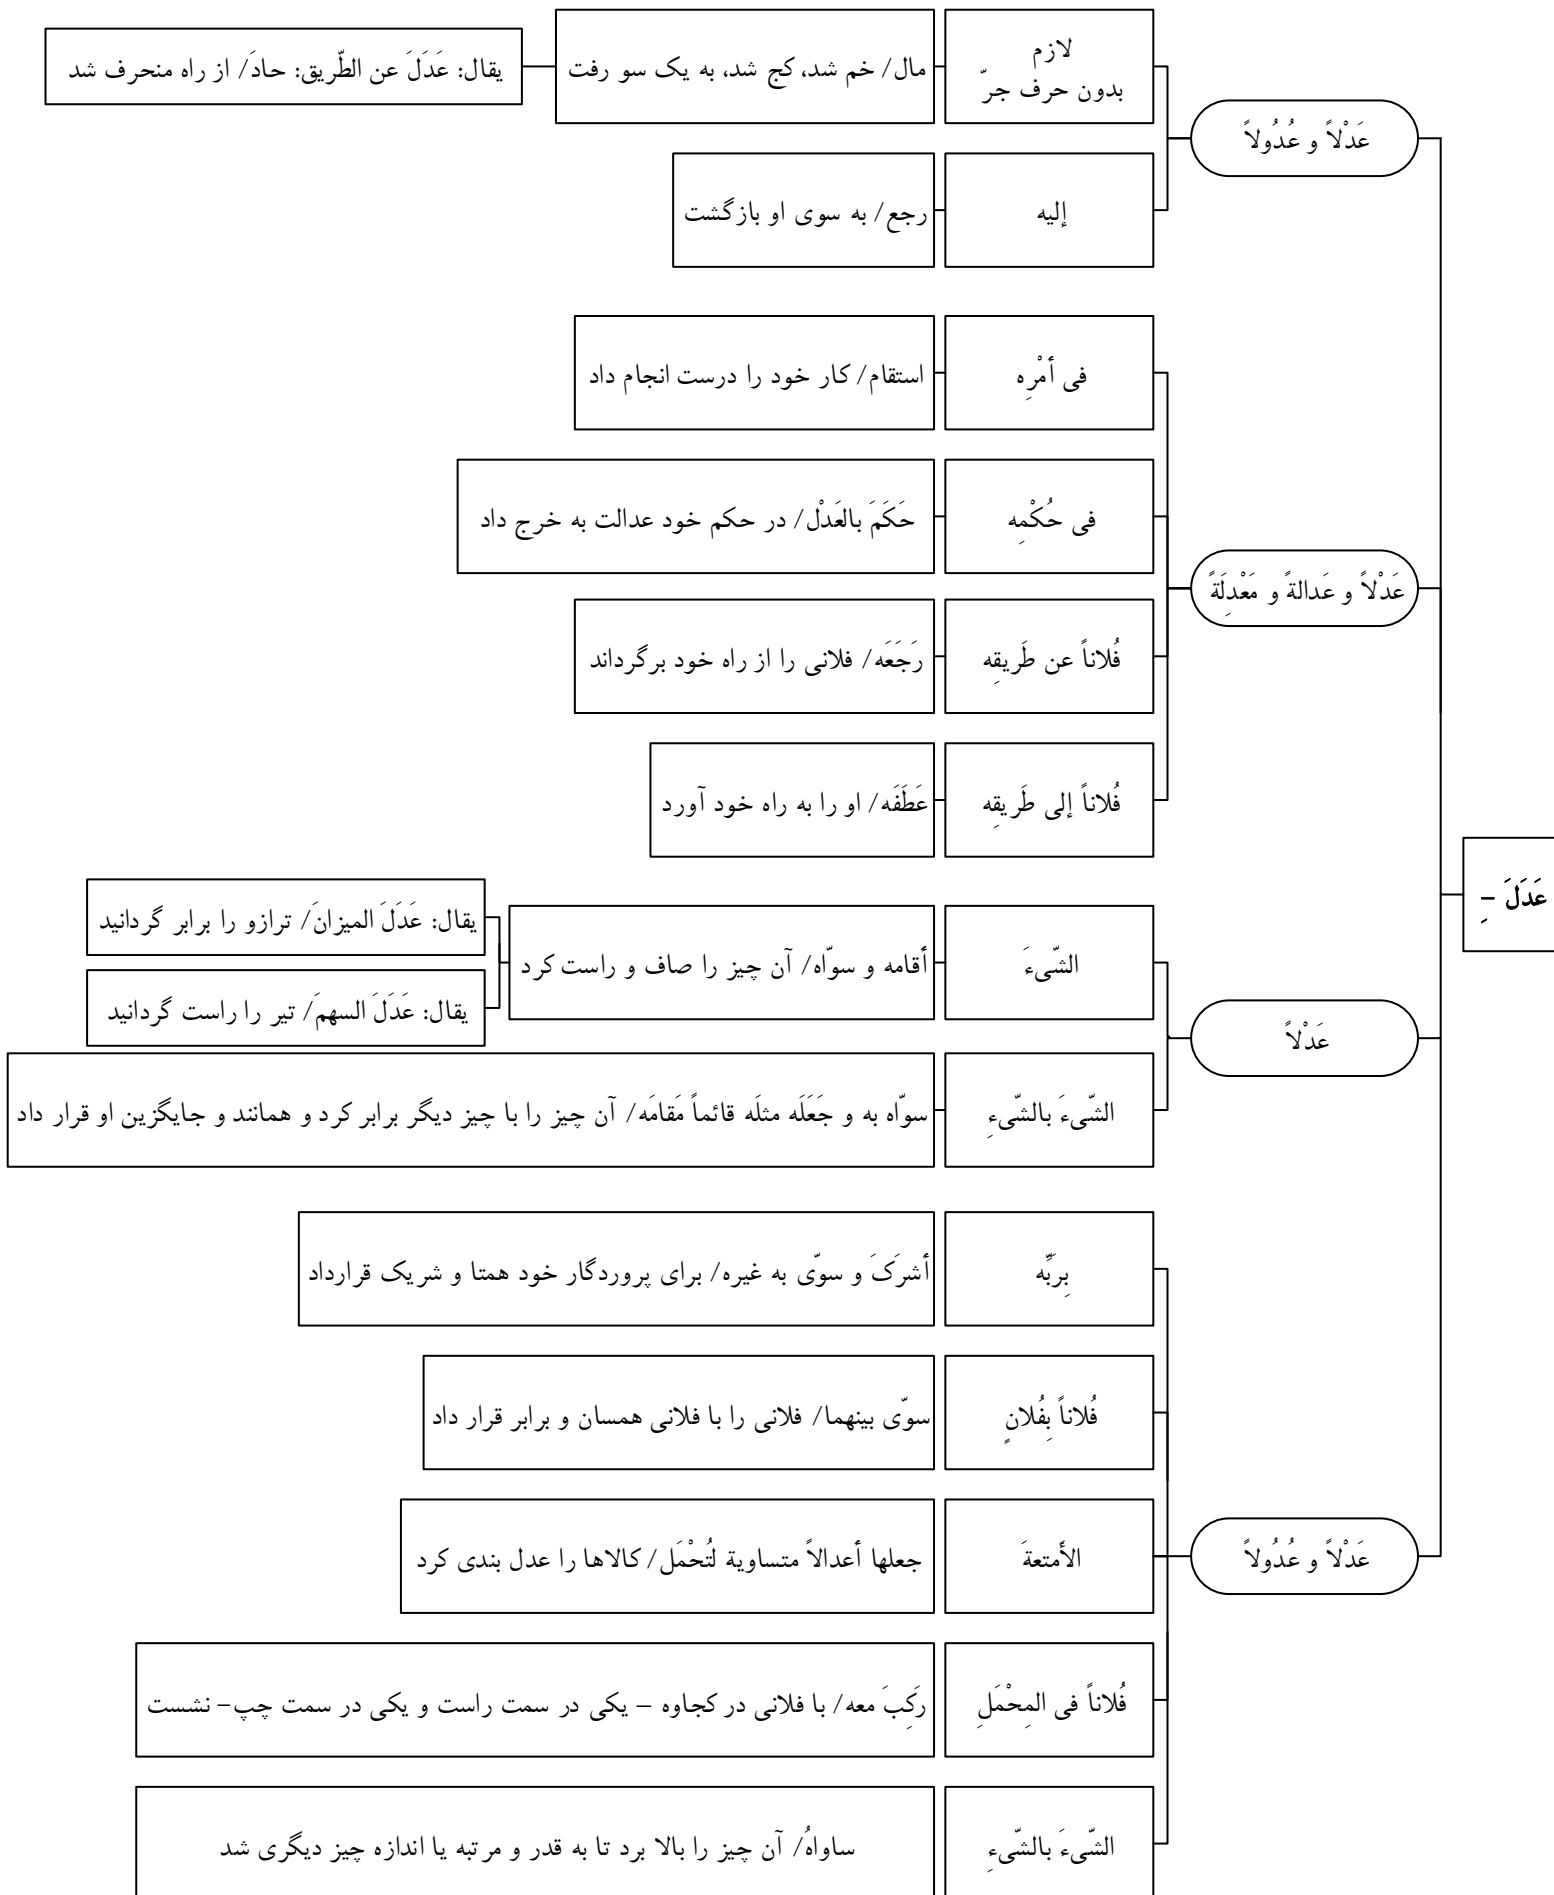 عَدَلَ –ِ
عَدْلاً و عُدُولاً
لازم
بدون حرف جرّ
مال/ خم شد، کج شد، به یک سو رفت
یقال: عَدَلَ عن الطّریق: حادَ/ از راه منحرف شد
إلیه
رجع/ به سوی او بازگشت
عَدْلاً و عَدالةً و مَعْدِلَةً
فی أمْرِه
استقام/ کار خود را درست انجام داد
فی حُکْمِه
حَکَمَ بالعَدْل/ در حکم خود عدالت به خرج داد
فُلاناً عن طَریقِه
رَجَعَه/ فلانی را از راه خود برگرداند
فُلاناً إلی طَریقِه
عَطَفَه/ او را به راه خود آورد
عَدْلاً
الشّیءَ
أقامه و سوّاه/ آن چیز را صاف و راست کرد
یقال: عَدَلَ المیزانَ/ ترازو را برابر گردانید
یقال: عَدَلَ السهمَ/ تیر را راست گردانید
الشّیءَ بالشّیءِ
سوّاه به و جَعَلَه مثلَه قائماً مَقامَه/ آن چیز را با چیز دیگر برابر کرد و همانند و جایگزین او قرار داد
عَدْلاً و عُدُولاً
بِرَبِّه
أشرَکَ و سوّی به غیره/ برای پروردگار خود همتا و شریک قرارداد
فُلاناً بِفُلانٍ
سوّی بینهما/ فلانی را با فلانی همسان و برابر قرار داد
الأمتعةَ
جعلها أعدالاً متساویة لتُحْمَل/ کالاها را عدل بندی کرد
فُلاناً فی المِحْمَلِ
رَکِبَ معه/ با فلانی در کجاوه – یکی در سمت راست و یکی در سمت چپ– نشست
الشّیءَ بالشّیءِ
ساواهُ/ آن چیز را بالا برد تا به قدر و مرتبه یا اندازه چیز دیگری شد